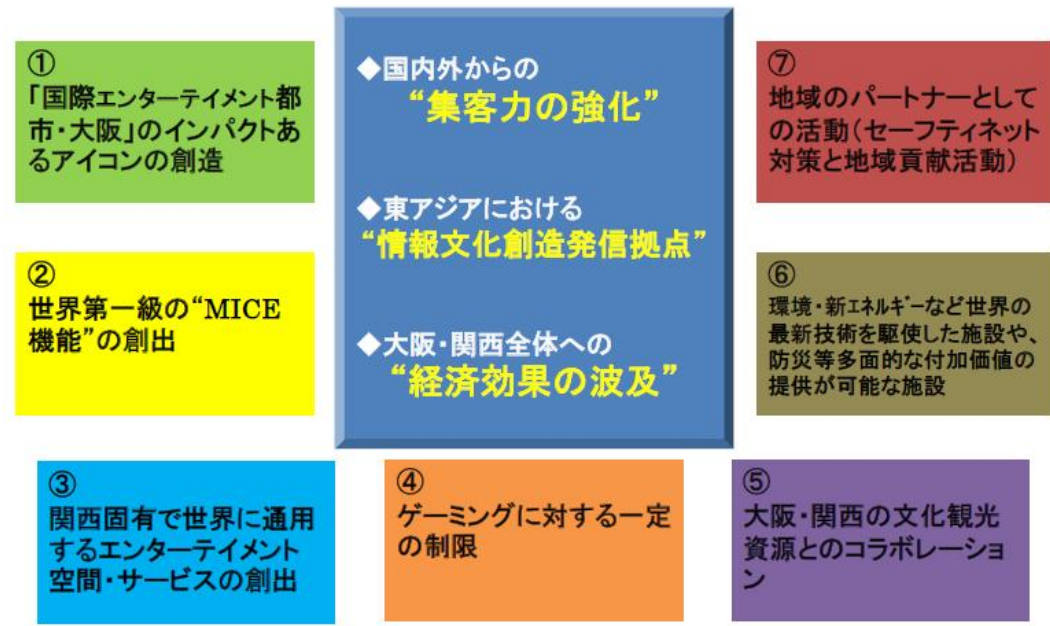 ①
「国際エンターテイメント都
市・大阪」のインパクトあ
るアイコンの創造
②
世界第一級の“MICE
機能”の創出
③
関西固有で世界に通用
するエンターテイメント
空間・サービスの創出
◆国内外からの
“集客力の強化”
◆東アジアにおける
“情報文化創造発信拠点”
◆大阪・関西全体への
“経済効果の波及”
④
ゲーミングに対する一定
の制限
⑤
大阪・関西の文化観光
資源とのコラボレーショ
ン
⑥
環境・新ｴﾈﾙｷﾞｰなど世界の
最新技術を駆使した施設や、
防災等多面的な付加価値の
提供が可能な施設
⑦
地域のパートナーとして
の活動（セーフティネット
対策と地域貢献活動）